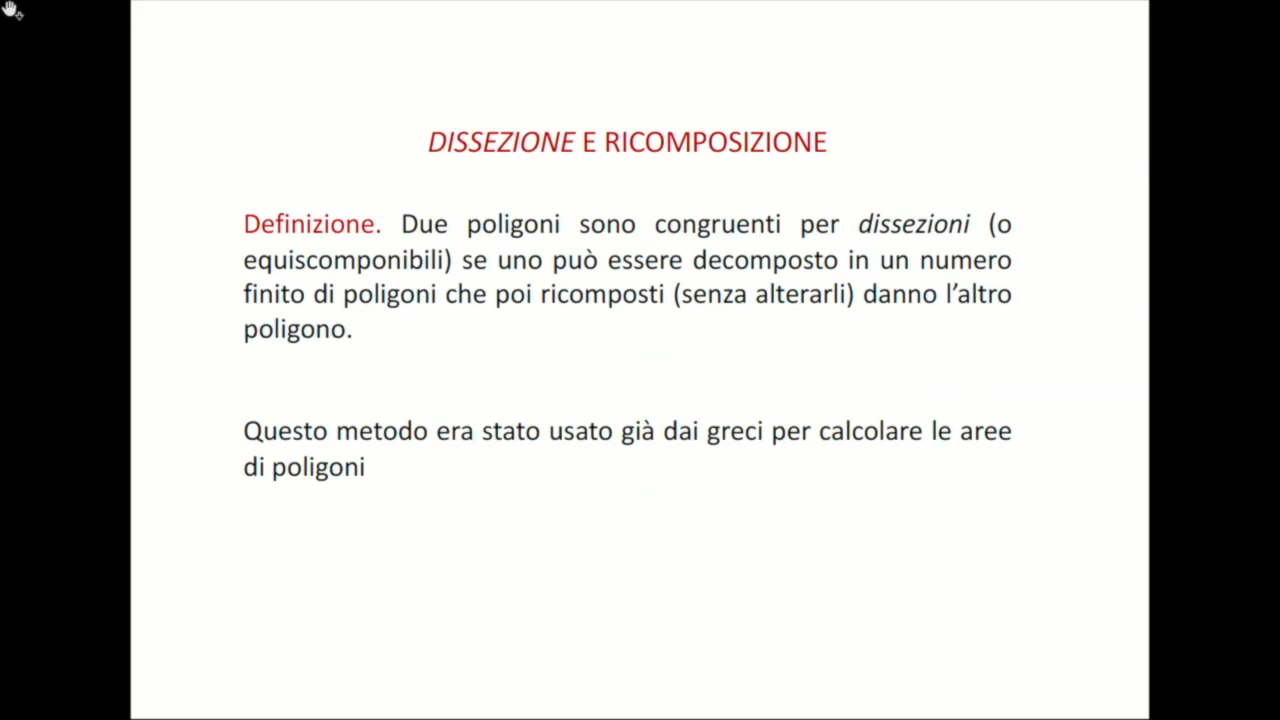 DISSEZIONE E RICOMPOSIZIONE
Definizione. Due poligoni sono congruenti per dissezioni (o
equiscomponibili) se uno può essere decomposto in un numero
finito di poligoni che poi ricomposti (senza alterarli) danno l’altro
poligono.
Questo metodo era stato usato già dai greci per calcolare le aree
di poligoni